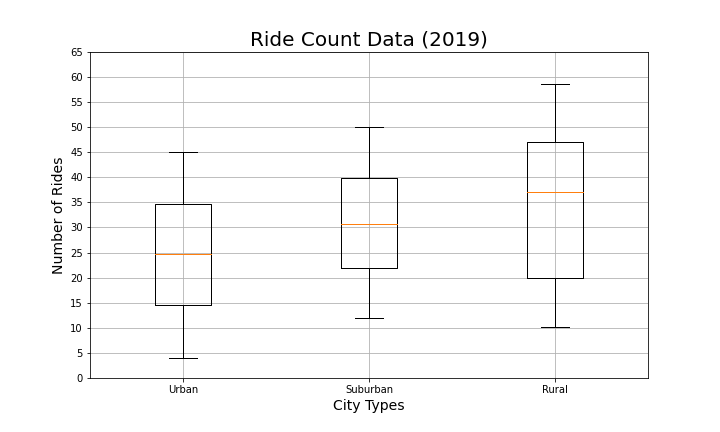 Ride Count Data (2019)
Number of Rides
65
60
55
50
45
40
35
30
25
20
15
10
5
0
Urban
Suburban
Rural
City Types